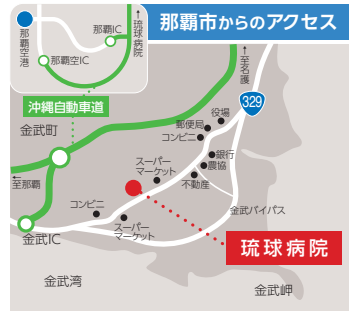 那覇市からのアクセス
那覇IC
↑
琉球病院
那覇空港
那覇空IC
沖縄自動車道
↑至名護
329
金武町
役場
郵便局
コンビニ
銀行
農協
スーパー
マーケット
不動産
←
至那覇
コンビニ
スーパー
マーケット
金武バイパス
金武IC
琉球病院
金武湾
金武岬